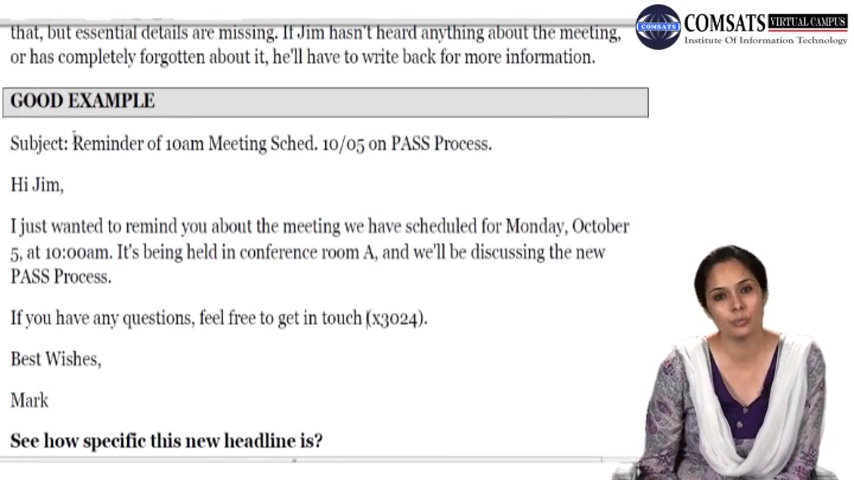 that, but essential details are missing. If Jim hasn't heard anything about the meeting,
or has completely forgotten about it, he'll have to write back for more information.
COMSATS
COMSATS VIRTUAL CAMPUS
Institute Of Information Technology
GOOD EXAMPLE
Subject: Reminder of 10am Meeting Sched. 10/05 on PASS Process.
Hi Jim,
I just wanted to remind you about the meeting we have scheduled for Monday, October
5, at 10:00am. It's being held in conference room A, and we'll be discussing the new
PASS Process.
If you have any questions, feel free to get in touch (x3024).
Best Wishes,
Mark
See how specific this new headline is?